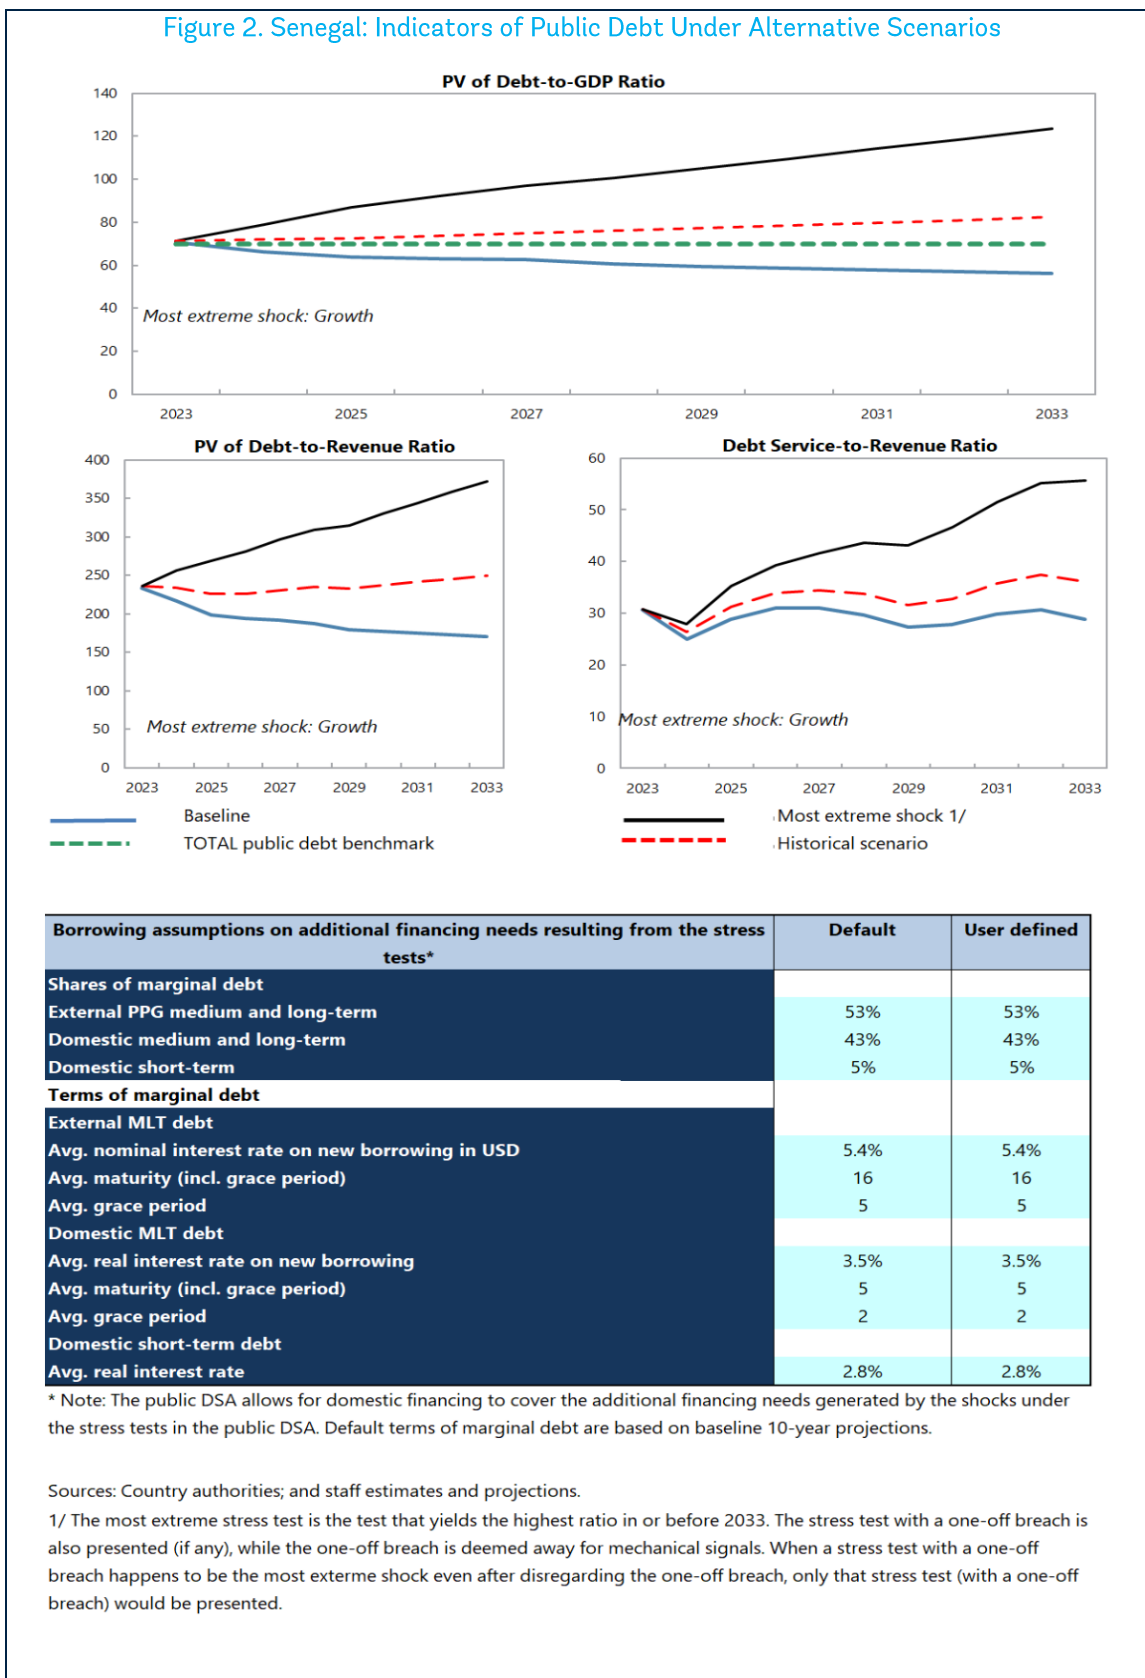 Figure 2. Senegal: Indicators of Public Debt Under Alternative Scenarios
PV of Debt-to-GDP Ratio
140
120
100
80
60
40
20
0
Most extreme shock: Growth
2023 2025 2027 2029 2031 2033
PV of Debt-to-Revenue Ratio
400
350
300
250
200
150
100
50
0
Most extreme shock: Growth
2023 2025 2027 2029 2031 2033
Debt Service-to-Revenue Ratio
60
50
40
30
20
10
0
Most extreme shock: Growth
2023 2025 2027 2029 2031 2033
Baseline
Most extreme shock 1/
TOTAL public debt benchmark
Historical scenario
Borrowing assumptions on additional financing needs resulting from the stress
tests*
Default
User defined
Shares of marginal debt
External PPG medium and long-term 53% 53%
Domestic medium and long-term 43% 43%
Domestic short-term 5% 5%
Terms of marginal debt
External MLT debt
Avg. nominal interest rate on new borrowing in USD 5.4% 5.4%
Avg. maturity (incl. grace period) 16 16
Avg. grace period 5 5
Domestic MLT debt
Avg. real interest rate on new borrowing 3.5% 3.5%
Avg. maturity (incl. grace period) 5 5
Avg. grace period 2 2
Domestic short-term debt
Avg. real interest rate 2.8% 2.8%
* Note: The public DSA allows for domestic financing to cover the additional financing needs generated by the shocks under
the stress tests in the public DSA. Default terms of marginal debt are based on baseline 10-year projections.
Sources: Country authorities; and staff estimates and projections.
1/ The most extreme stress test is the test that yields the highest ratio in or before 2033. The stress test with a one-off breach is
also presented (if any), while the one-off breach is deemed away for mechanical signals. When a stress test with a one-off
breach happens to be the most exterme shock even after disregarding the one-off breach, only that stress test (with a one-off
breach) would be presented.